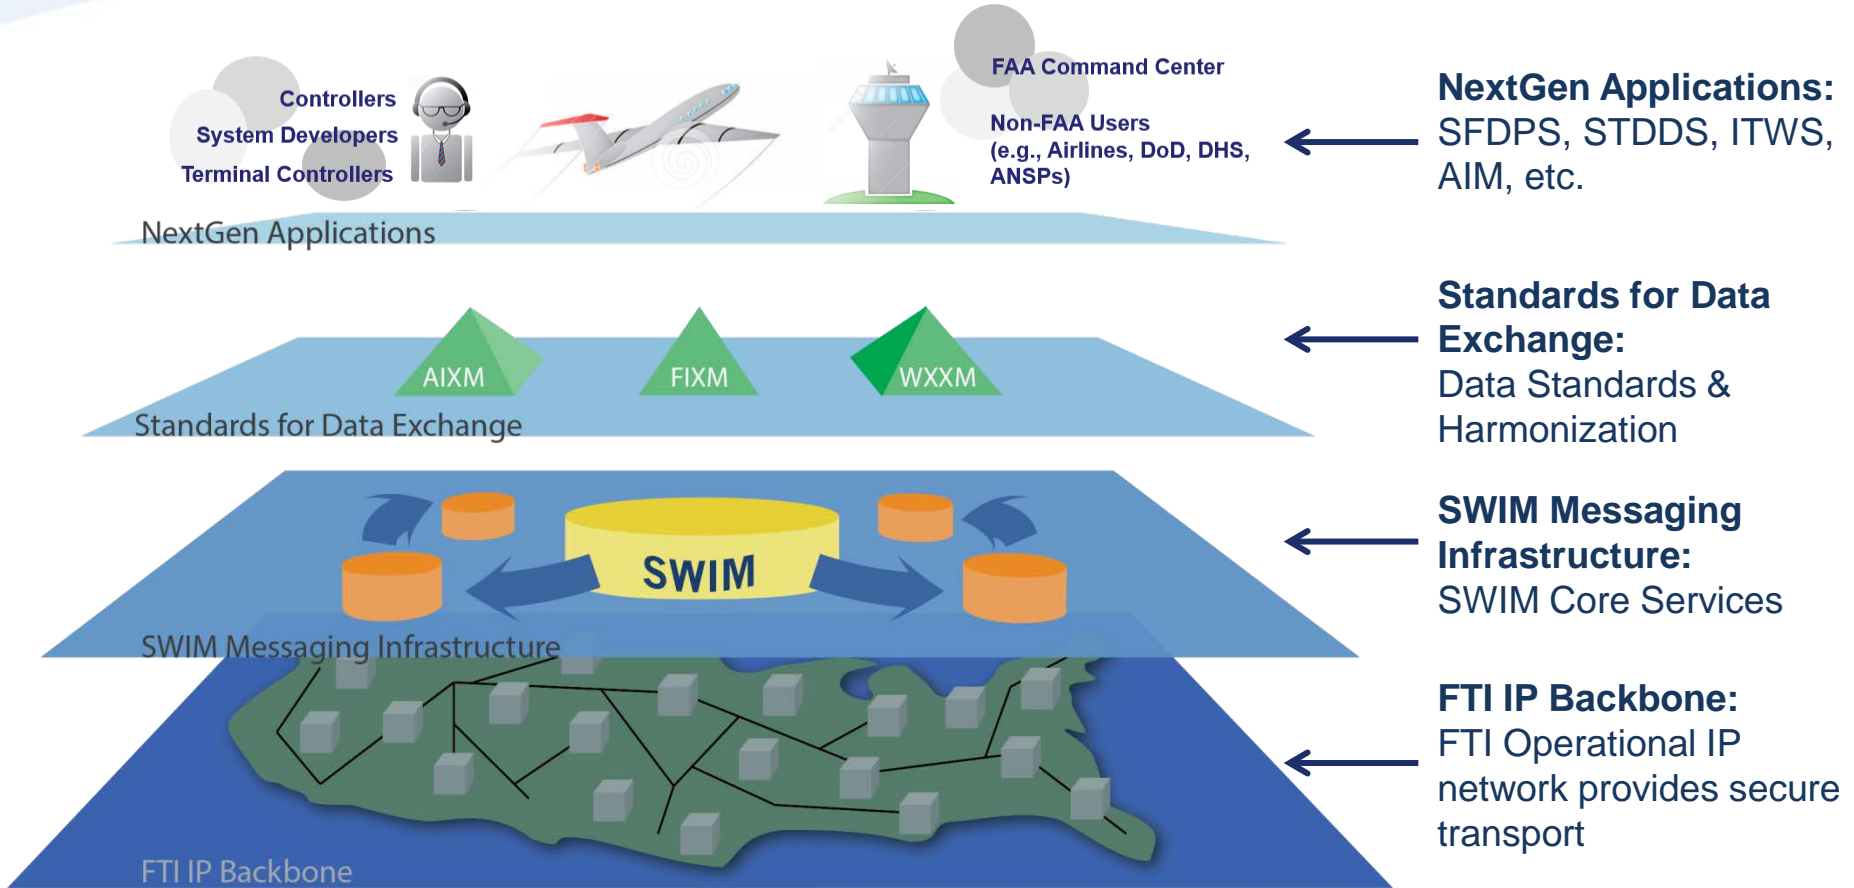 Controllers
System Developers
Terminal Controllers
FAA Command Center
Non-FAA Users
(e.g., Airlines, DoD, DHS,
ANSPs)
NextGen Applications
NextGen Applications:
SFDPS, STDDS, ITWS,
AIM, etc.
AIXM
FIXM
WXXM
Standards for Data Exchange
Standards for Data
Exchange:
Data Standards &
Harmonization
SWIM
SWIM Messaging Infrastructure
SWIM Messaging
Infrastructure:
SWIM Core Services
FTI IP Backbone
FTI IP Backbone:
FTI Operational IP
network provides secure
transport